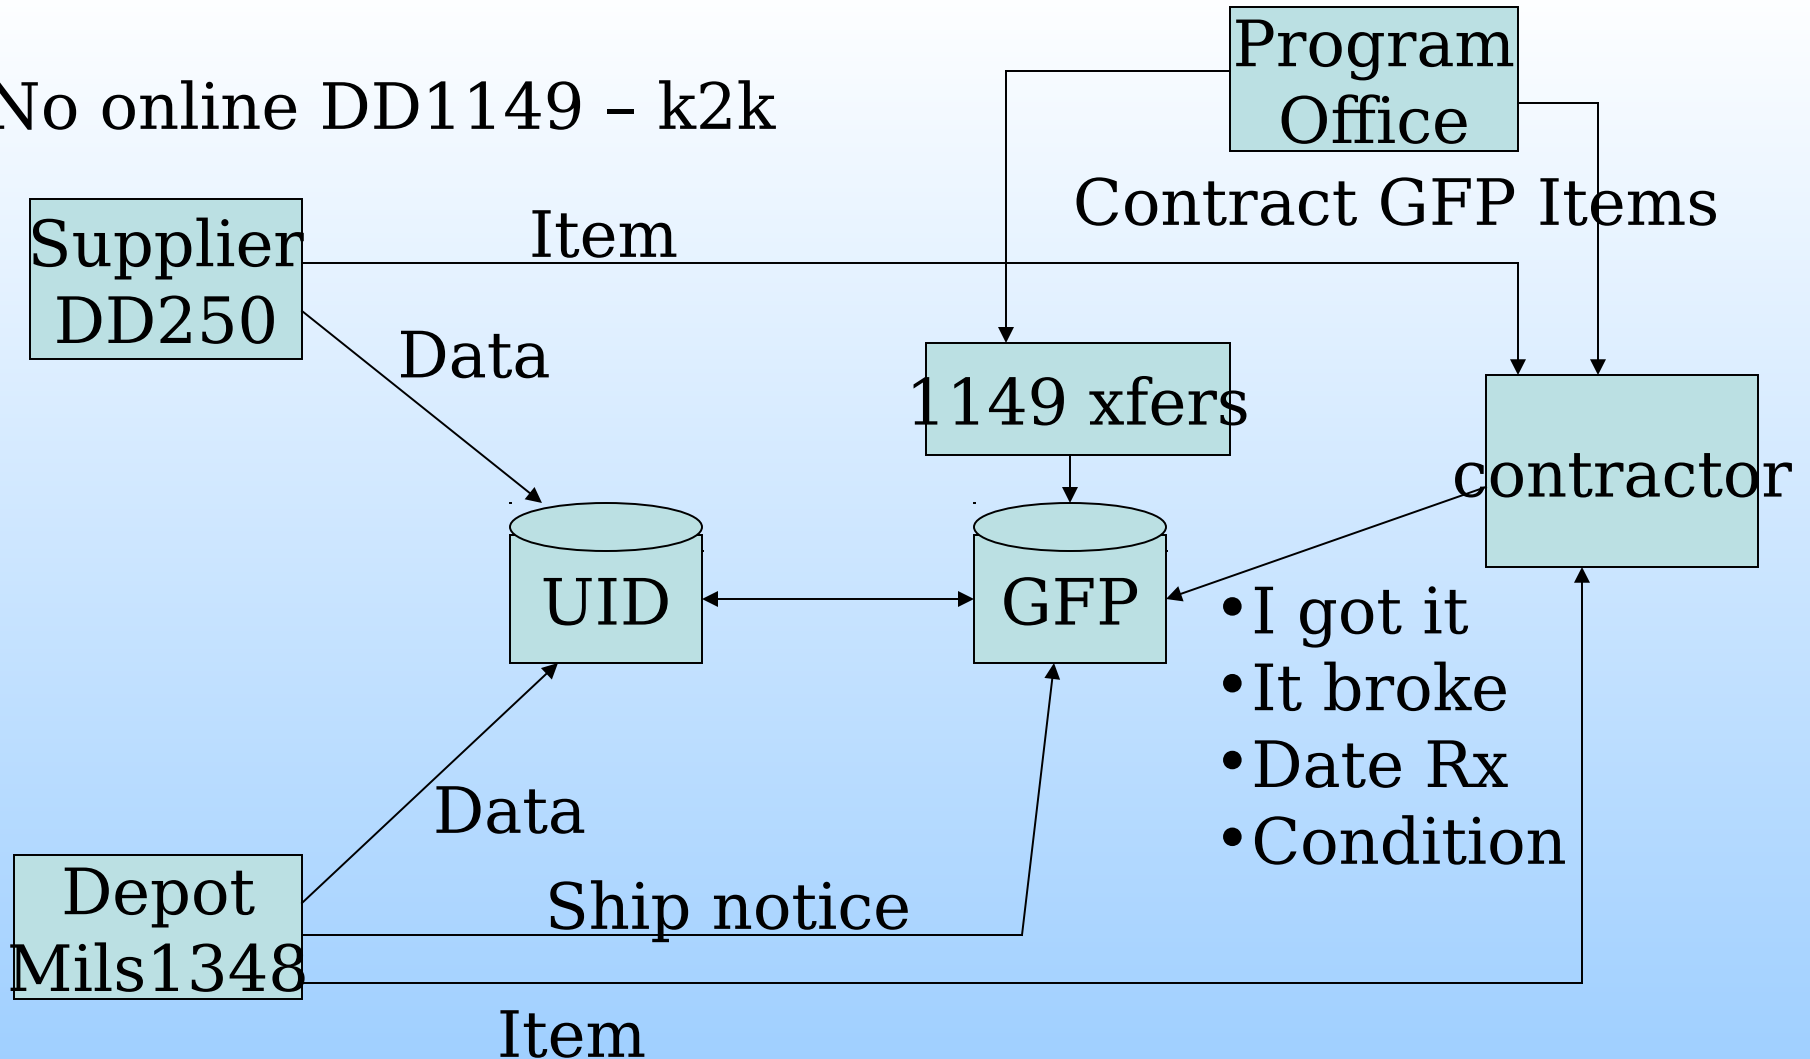 Program
Office
No online DD1149 – k2k
Contract GFP Items
Supplier
DD250
Item
Data
1149 xfers
contractor
UID
GFP
•I got it
•It broke
•Date Rx
•Condition
Data
Depot
Mils1348
Ship notice
Item